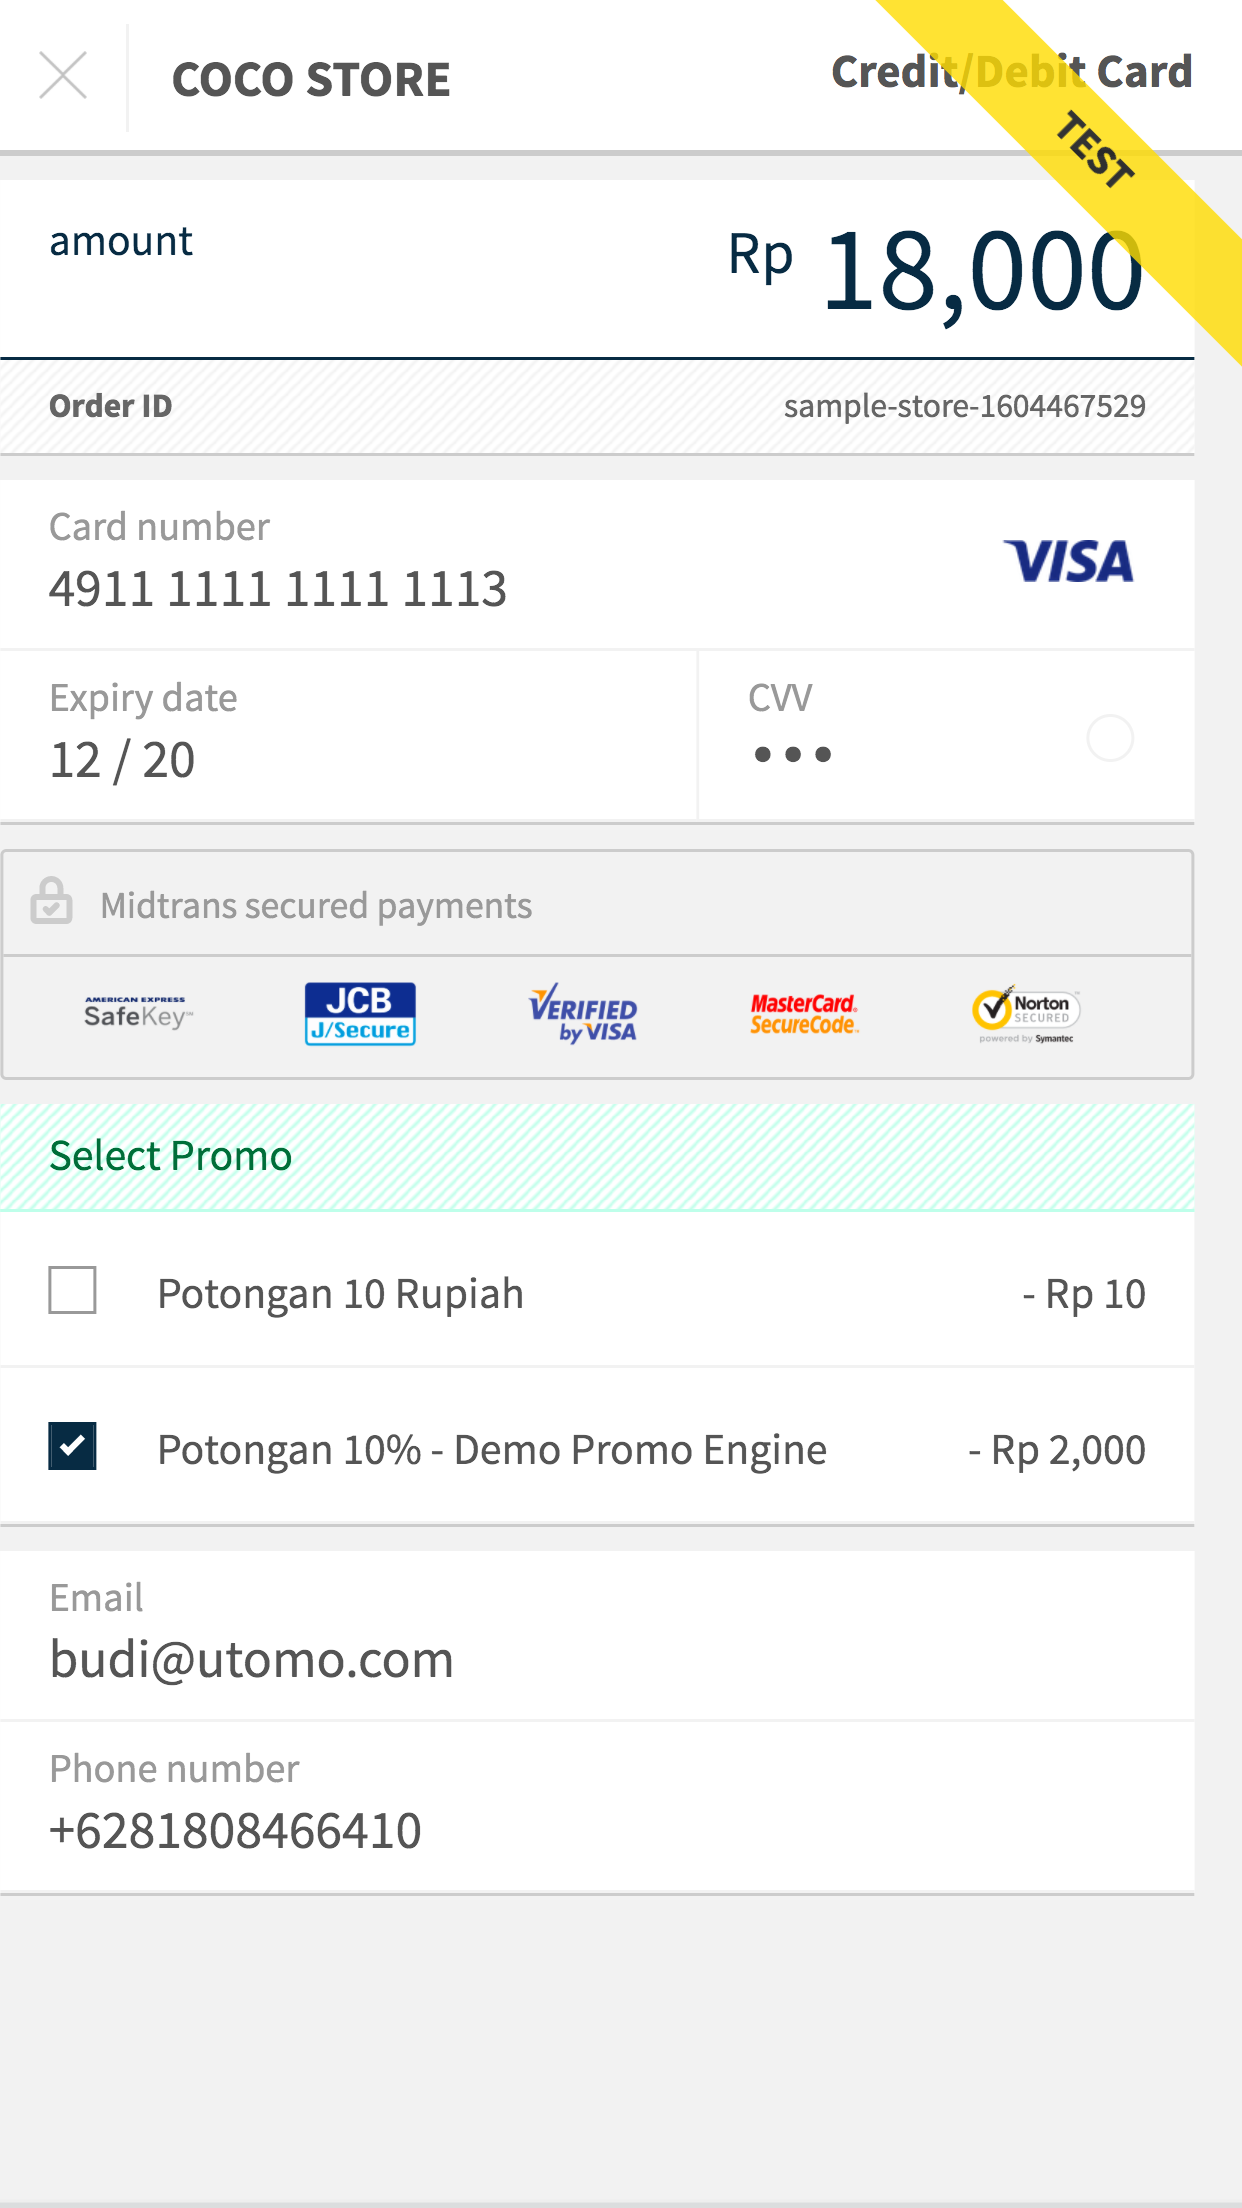 COCO STORE
Credit/Debit Card
TEST
amount
Rp 18,000
Order ID
sample-store-1604467529
Card number
4911 1111 1111 1113
VISA
Expiry date
12 / 20
CVV
Midtrans secured payments
AMERICAN EXPRESS
SafeKey™
JCB
J/Secure
VERIFIED
by VISA
MasterCard.
SecureCode.
Norton™
SECURED
powered by Symantec
Select Promo
Potongan 10 Rupiah
- Rp 10
Potongan 10% - Demo Promo Engine
- Rp 2,000
Email
budi@utomo.com
Phone number
+6281808466410